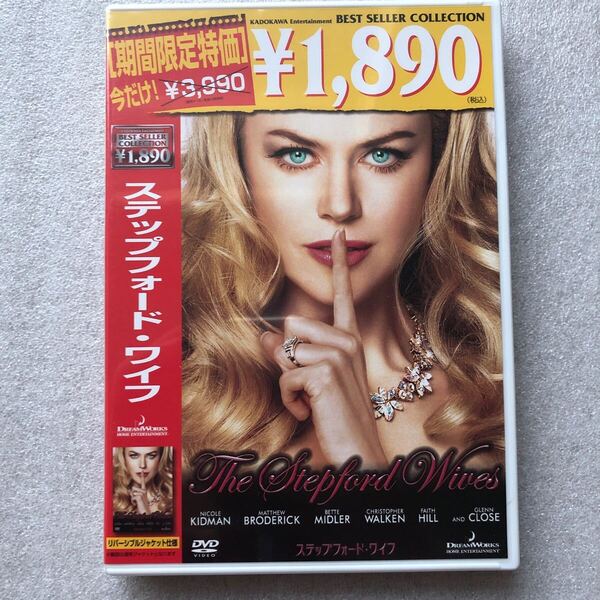 KADOKAWA Entertainment BEST SELLER COLLECTION
[期間限定特価]
今だけ! ¥3,990
¥1,890
(税込)
BEST SELLER
COLLECTION
¥1,890
ステップフォード・ワイフ
DREAMWORKS
HOME ENTERTAINMENT
リバーシブルジャケット仕様
The Stepford Wives
NICOLE KIDMAN
MATTHEW BRODERICK
BETTE MIDLER
CHRISTOPHER WALKEN
FAITH HILL
AND GLENN CLOSE
DVD
VIDEO
ステップフォード・ワイフ
DREAMWORKS
HOME ENTERTAINMENT